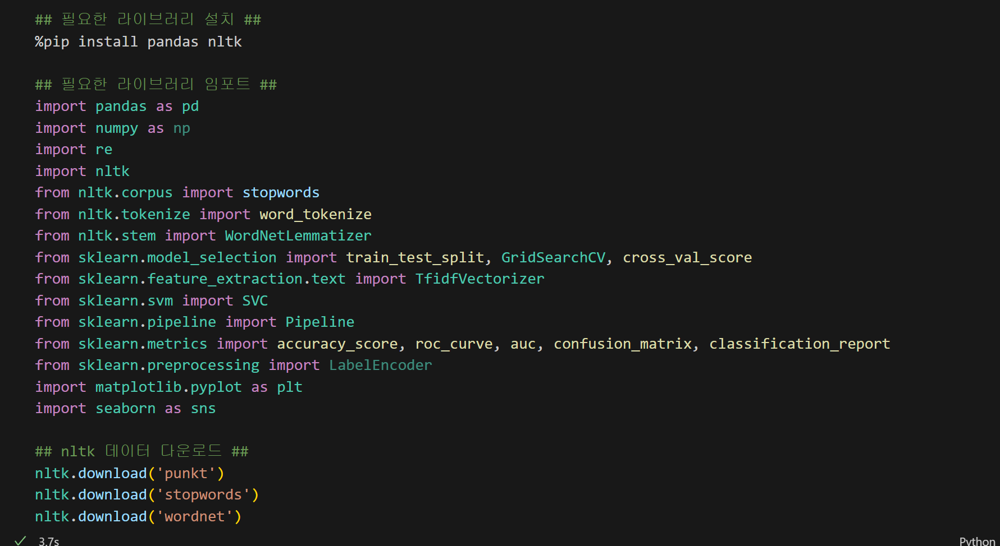 ## 필요한 라이브러리 설치 ##
%pip install pandas nltk
## 필요한 라이브러리 임포트 ##
import pandas as pd
import numpy as np
import re
import nltk
from nltk.corpus import stopwords
from nltk.tokenize import word_tokenize
from nltk.stem import WordNetLemmatizer
from sklearn.model_selection import train_test_split, GridSearchCV, cross_val_score
from sklearn.feature_extraction.text import TfidfVectorizer
from sklearn.svm import SVC
from sklearn.pipeline import Pipeline
from sklearn.metrics import accuracy_score, roc_curve, auc, confusion_matrix, classification_report
from sklearn.preprocessing import LabelEncoder
import matplotlib.pyplot as plt
import seaborn as sns
## nltk 데이터 다운로드 ##
nltk.download('punkt')
nltk.download('stopwords')
nltk.download('wordnet')
✓ 3.7s Python